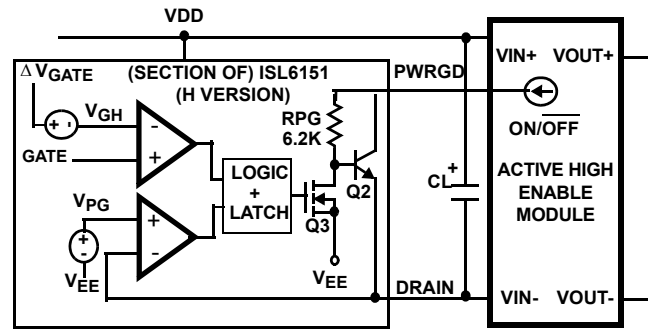 VDD
Δ VGATE
(SECTION OF) ISL6151
(H VERSION)
PWRGD
VIN+ VOUT+
VGH
-
+
GATE
RPG
6.2K
ON/OFF
LOGIC
+
LATCH
Q2
Q3
CL
+
ACTIVE HIGH
ENABLE
MODULE
VPG
+
-
+
-
VEE
VEE
DRAIN
VIN- VOUT-